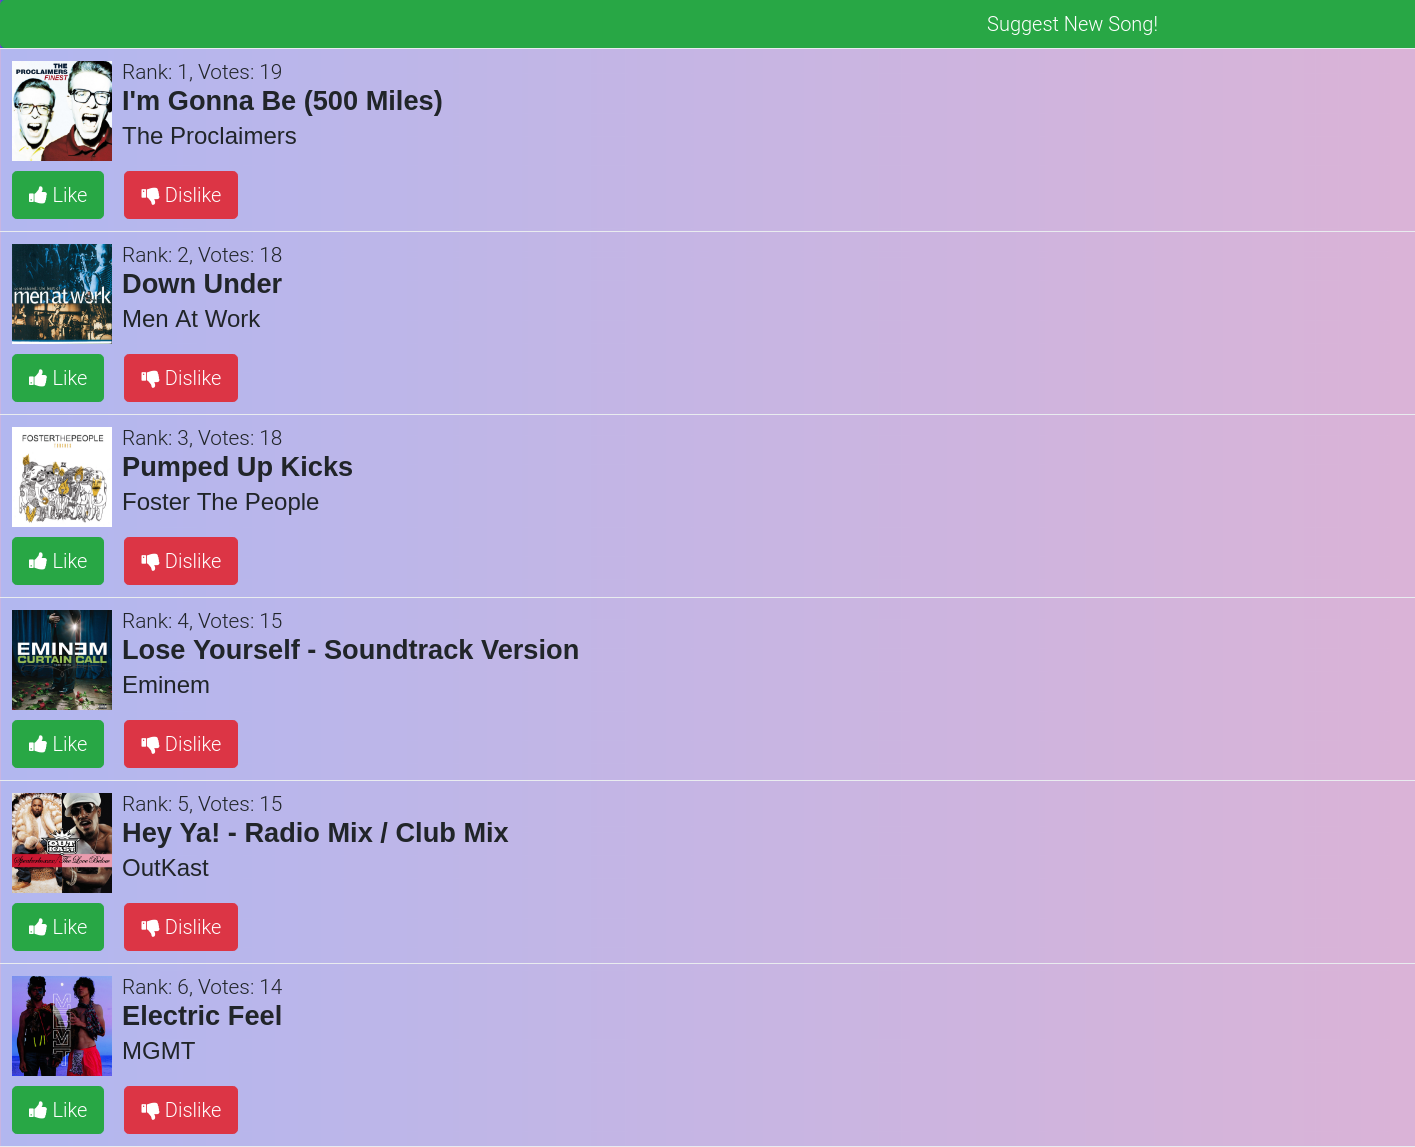 Suggest New Song!
THE
PROCLAIMERS
FINEST
Rank: 1, Votes: 19
I'm Gonna Be (500 Miles)
The Proclaimers
Like Dislike
men at work
Rank: 2, Votes: 18
Down Under
Men At Work
Like Dislike
FOSTERTHEPEOPLE
Rank: 3, Votes: 18
Pumped Up Kicks
Foster The People
Like Dislike
EMINEM
CURTAIN CALL
Rank: 4, Votes: 15
Lose Yourself - Soundtrack Version
Eminem
Like Dislike
OUT
KAST
Speakerboxxx The Love Below
Rank: 5, Votes: 15
Hey Ya! - Radio Mix / Club Mix
OutKast
Like Dislike
MGMT
Rank: 6, Votes: 14
Electric Feel
MGMT
Like Dislike